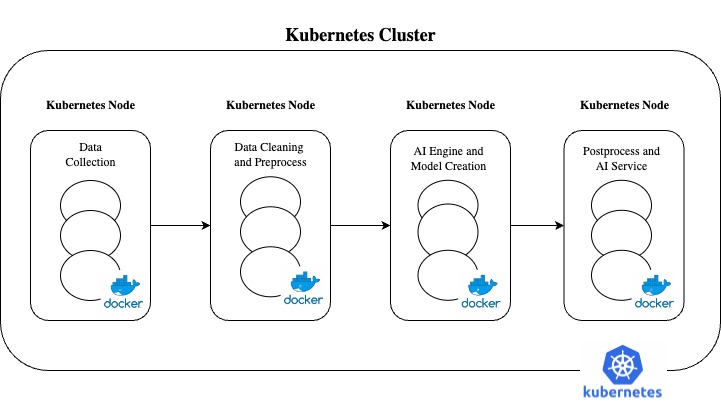 Kubernetes Cluster
Kubernetes Node
Kubernetes Node
Kubernetes Node
Kubernetes Node
Data
Collection
Data Cleaning
and Preprocess
AI Engine and
Model Creation
Postprocess and
AI Service
docker
docker
docker
docker
kubernetes